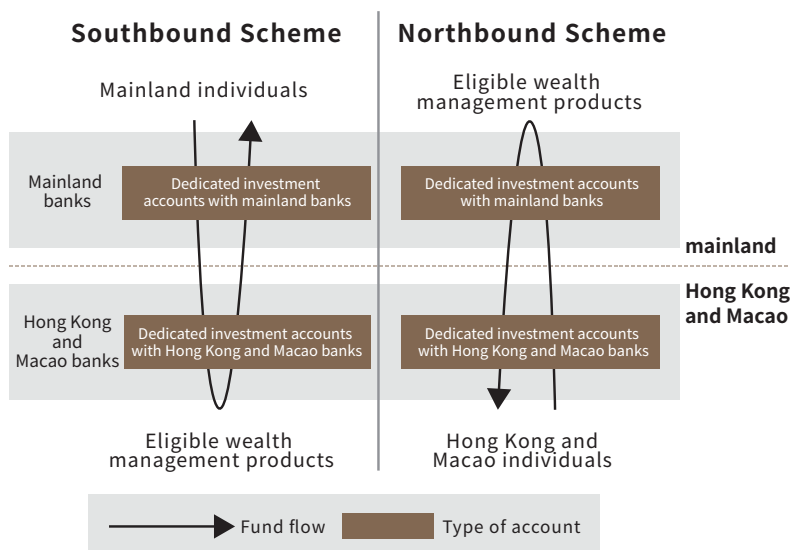 Southbound Scheme
Northbound Scheme
Mainland individuals
Eligible wealth
management products
Mainland
banks
Dedicated investment
accounts with mainland banks
Dedicated investment accounts
with mainland banks
mainland
Hong Kong
and Macao
Hong Kong
and
Macao banks
Dedicated investment accounts
with Hong Kong and Macao banks
Dedicated investment accounts
with Hong Kong and Macao banks
Eligible wealth
management products
Hong Kong and
Macao individuals
Fund flow
Type of account